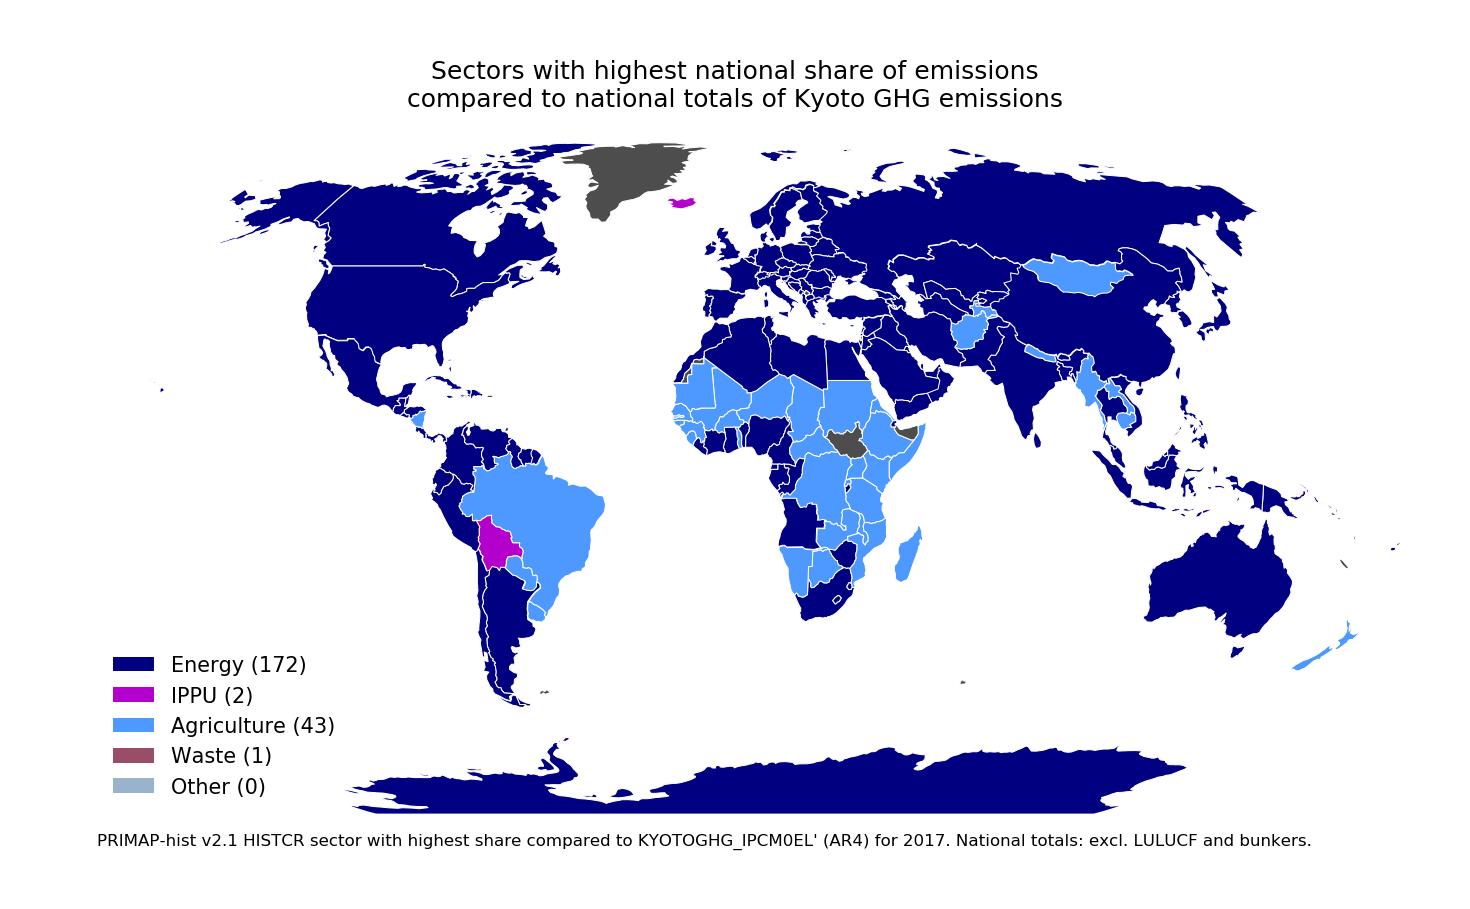 Sectors with highest national share of emissions
compared to national totals of Kyoto GHG emissions
Energy (172)
IPPU (2)
Agriculture (43)
Waste (1)
Other (0)
PRIMAP-hist v2.1 HISTCR sector with highest share compared to KYOTOGHG_IPCM0EL' (AR4) for 2017. National totals: excl. LULUCF and bunkers.